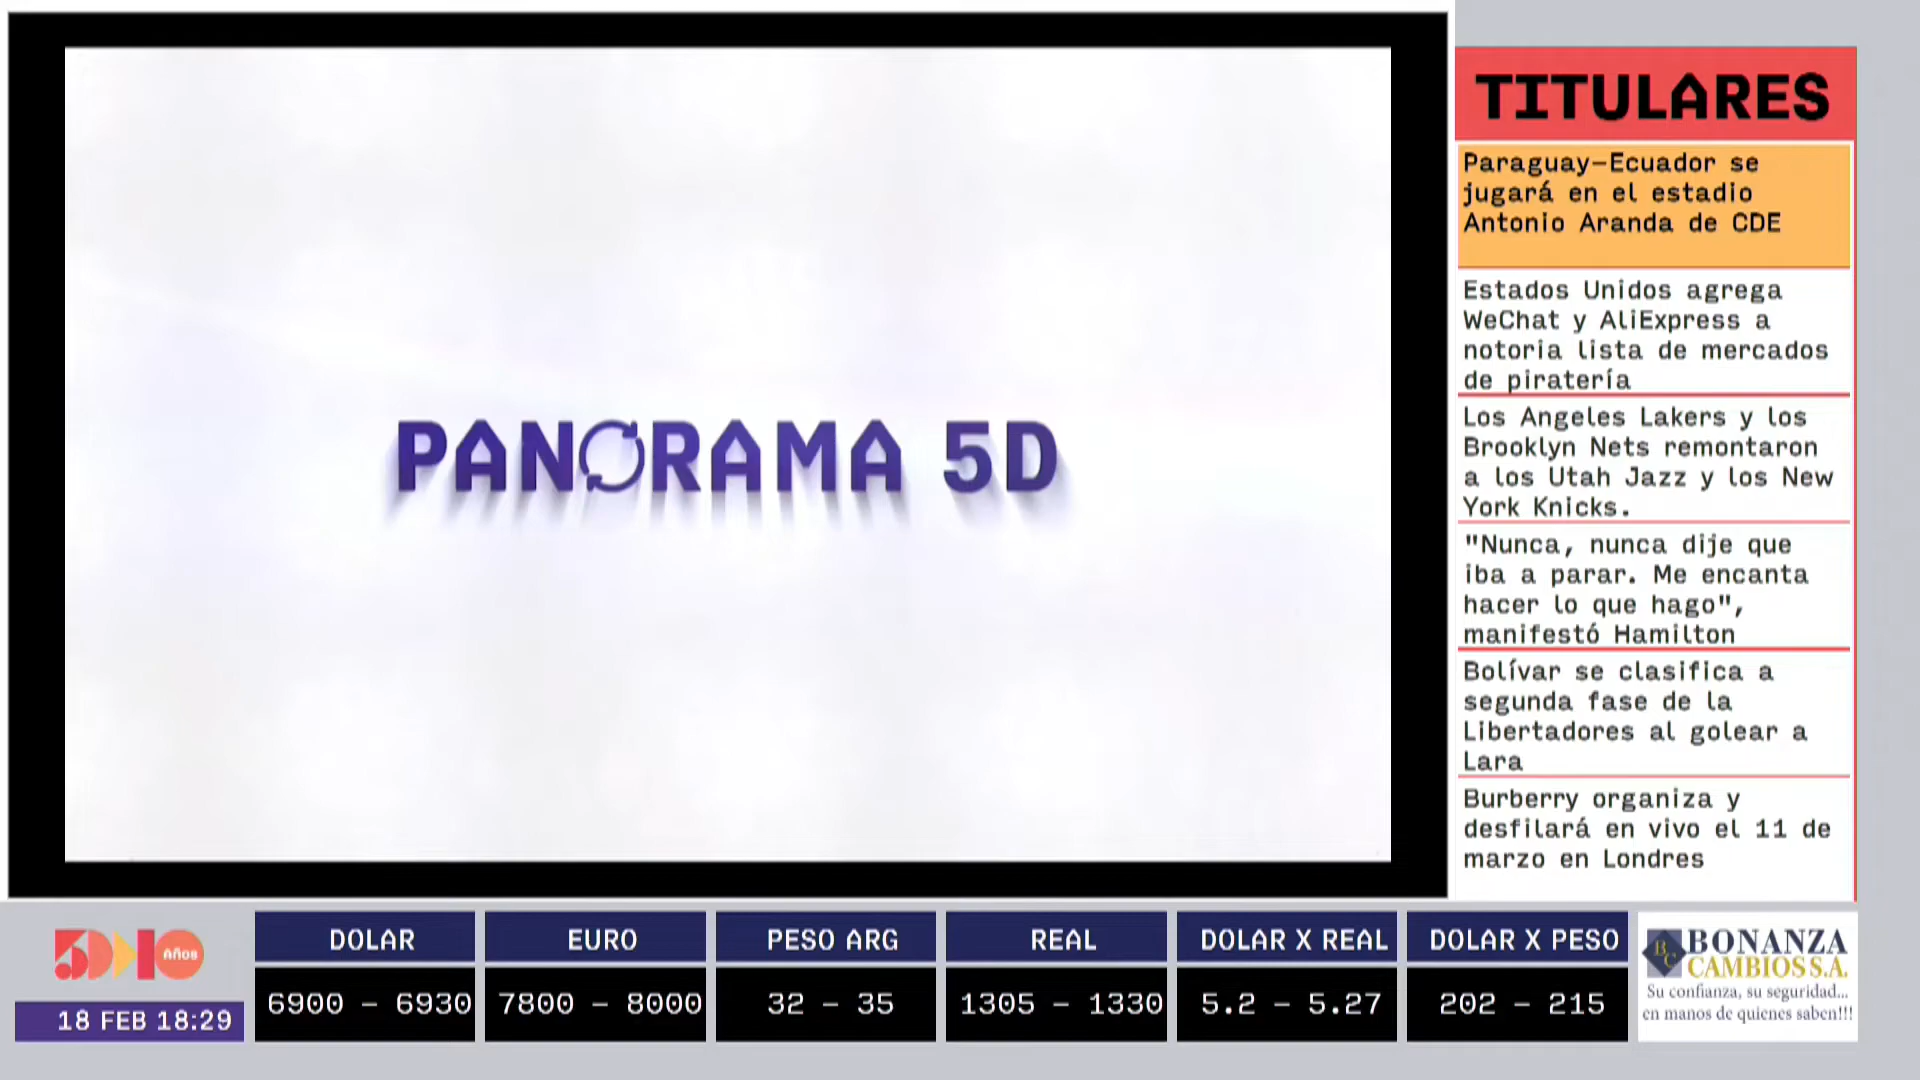 PANORAMA 5D
TITULARES
Paraguay-Ecuador se
jugará en el estadio
Antonio Aranda de CDE
Estados Unidos agrega
WeChat y AliExpress a
notoria lista de mercados
de piratería
Los Angeles Lakers y los
Brooklyn Nets remontaron
a los Utah Jazz y los New
York Knicks.
"Nunca, nunca dije que
iba a parar. Me encanta
hacer lo que hago",
manifestó Hamilton
Bolívar se clasifica a
segunda fase de la
Libertadores al golear a
Lara
Burberry organiza y
desfilará en vivo el 11 de
marzo en Londres
5D 10 Años
18 FEB 18:29
DOLAR
6900 - 6930
EURO
7800 - 8000
PESO ARG
32 - 35
REAL
1305 - 1330
DOLAR X REAL
5.2 - 5.27
DOLAR X PESO
202 - 215
BC
BONANZA
CAMBIOS S.A.
Su confianza, su seguridad...
en manos de quienes saben!!!